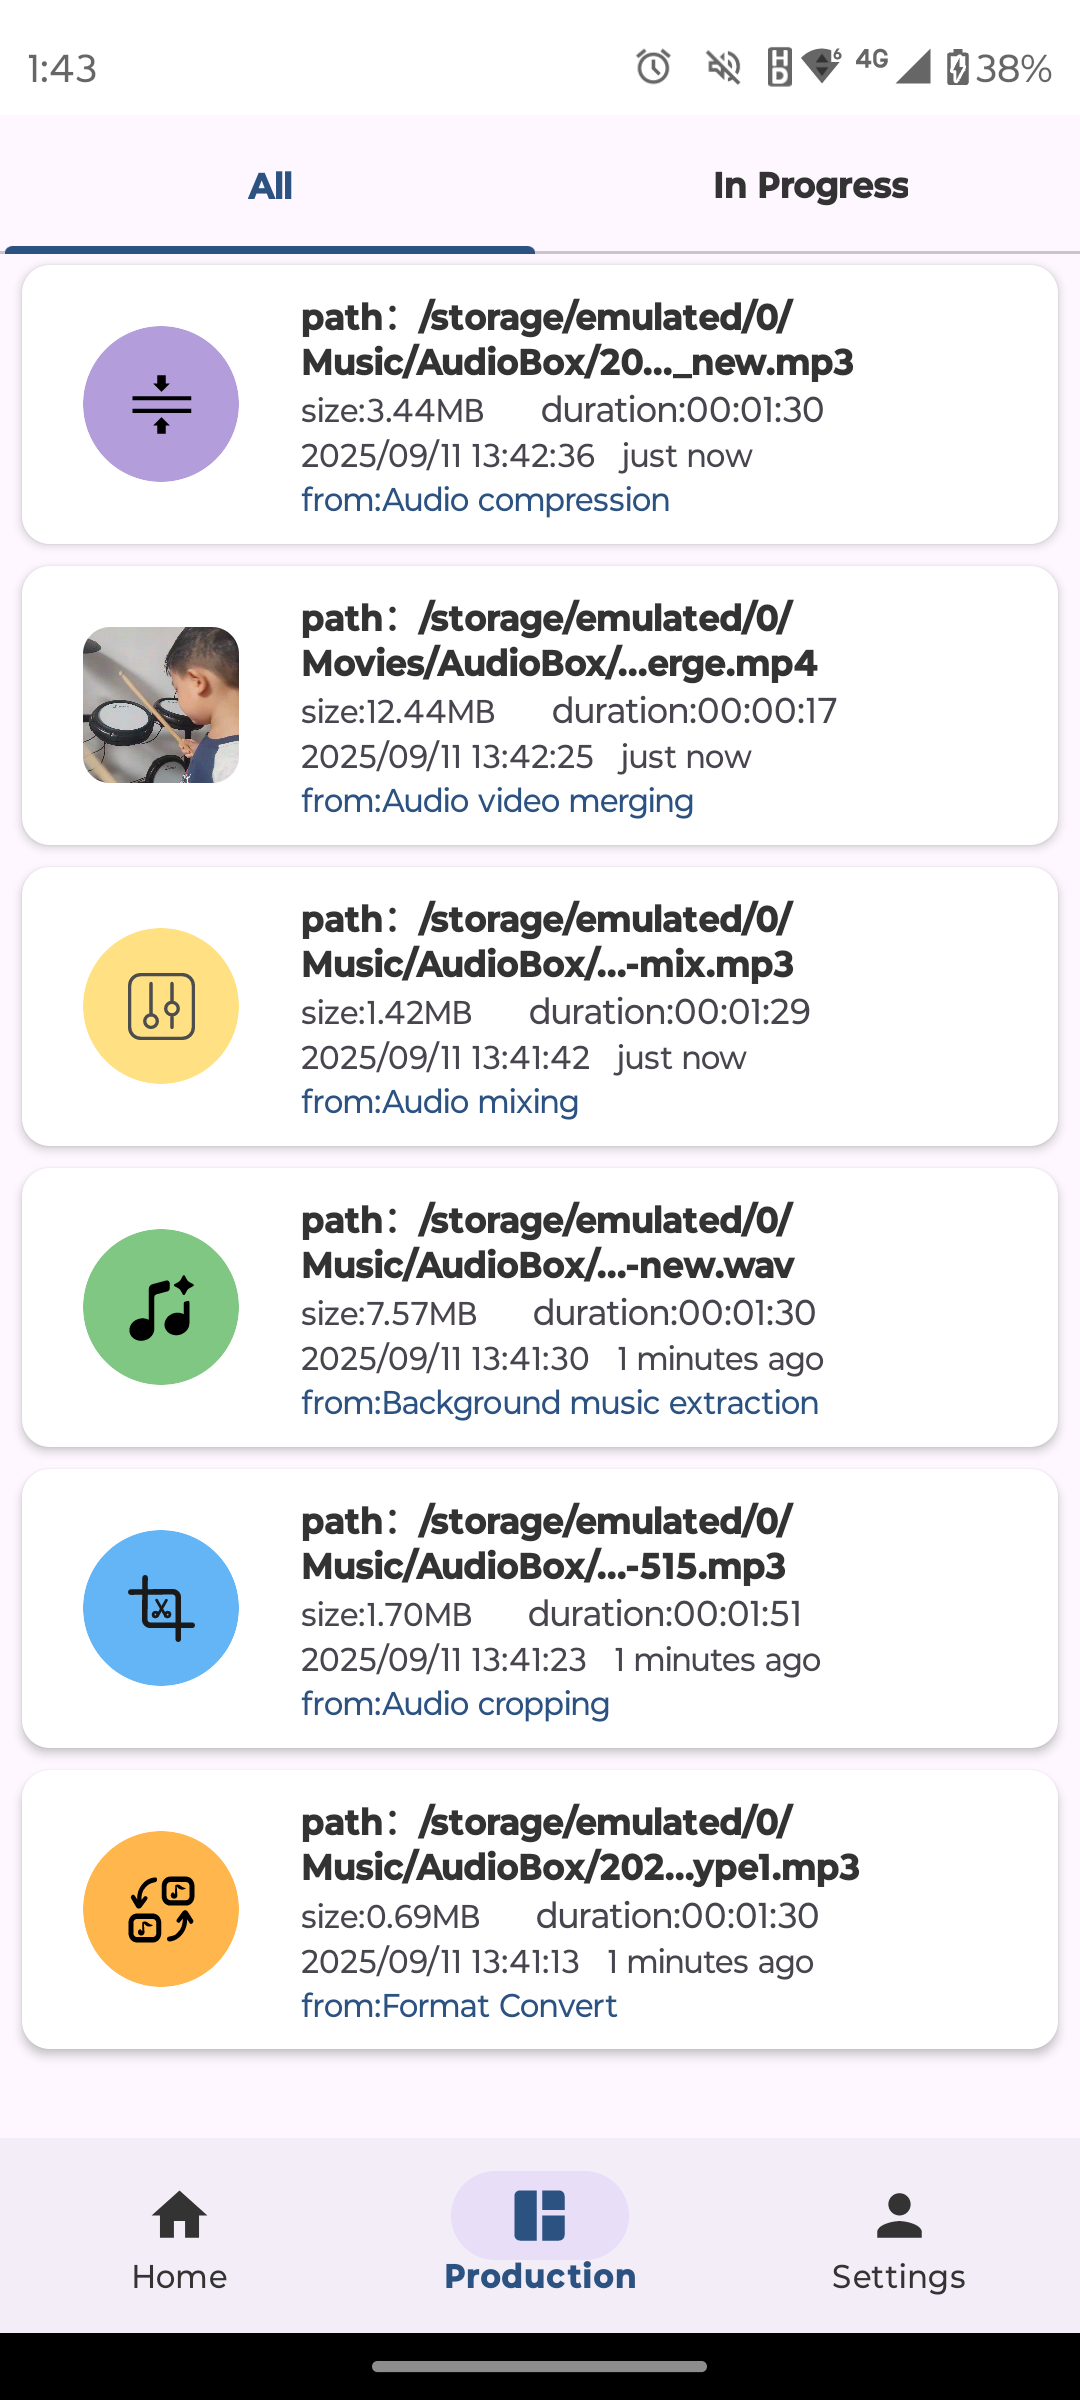 1:43
HD 6 4G 38%
All In Progress
path：/storage/emulated/0/
Music/AudioBox/20..._new.mp3
size:3.44MB duration:00:01:30
2025/09/11 13:42:36 just now
from:Audio compression
path：/storage/emulated/0/
Movies/AudioBox/...erge.mp4
size:12.44MB duration:00:00:17
2025/09/11 13:42:25 just now
from:Audio video merging
path：/storage/emulated/0/
Music/AudioBox/...-mix.mp3
size:1.42MB duration:00:01:29
2025/09/11 13:41:42 just now
from:Audio mixing
path：/storage/emulated/0/
Music/AudioBox/...-new.wav
size:7.57MB duration:00:01:30
2025/09/11 13:41:30 1 minutes ago
from:Background music extraction
path：/storage/emulated/0/
Music/AudioBox/...-515.mp3
size:1.70MB duration:00:01:51
2025/09/11 13:41:23 1 minutes ago
from:Audio cropping
path：/storage/emulated/0/
Music/AudioBox/202...ype1.mp3
size:0.69MB duration:00:01:30
2025/09/11 13:41:13 1 minutes ago
from:Format Convert
Home Production Settings